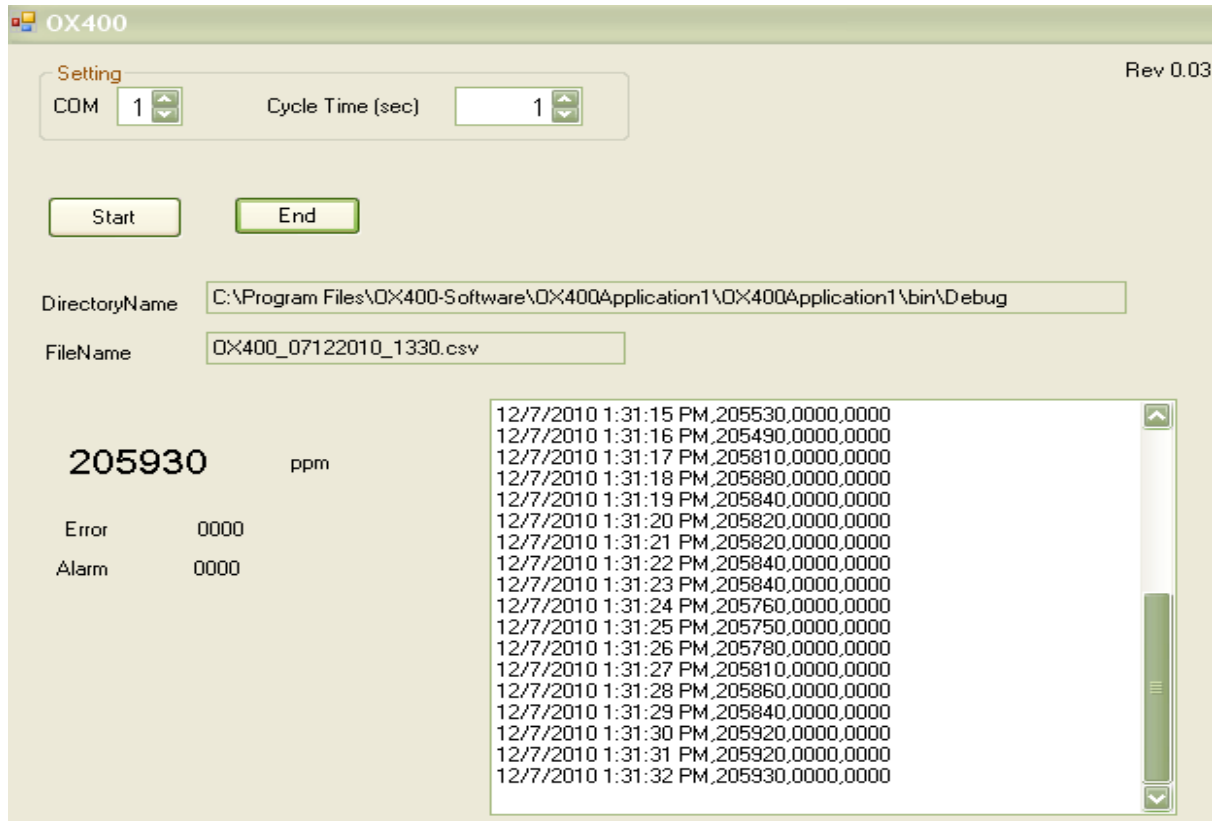 OX400
Rev 0.03
Setting
COM 1 Cycle Time (sec) 1
Start End
DirectoryName C:\Program Files\OX400-Software\OX400Application1\OX400Application1\bin\Debug
FileName OX400_07122010_1330.csv
205930 ppm
Error 0000
Alarm 0000
12/7/2010 1:31:15 PM,205530,0000,0000
12/7/2010 1:31:16 PM,205490,0000,0000
12/7/2010 1:31:17 PM,205810,0000,0000
12/7/2010 1:31:18 PM,205880,0000,0000
12/7/2010 1:31:19 PM,205840,0000,0000
12/7/2010 1:31:20 PM,205820,0000,0000
12/7/2010 1:31:21 PM,205820,0000,0000
12/7/2010 1:31:22 PM,205840,0000,0000
12/7/2010 1:31:23 PM,205840,0000,0000
12/7/2010 1:31:24 PM,205760,0000,0000
12/7/2010 1:31:25 PM,205750,0000,0000
12/7/2010 1:31:26 PM,205780,0000,0000
12/7/2010 1:31:27 PM,205810,0000,0000
12/7/2010 1:31:28 PM,205860,0000,0000
12/7/2010 1:31:29 PM,205840,0000,0000
12/7/2010 1:31:30 PM,205920,0000,0000
12/7/2010 1:31:31 PM,205920,0000,0000
12/7/2010 1:31:32 PM,205930,0000,0000